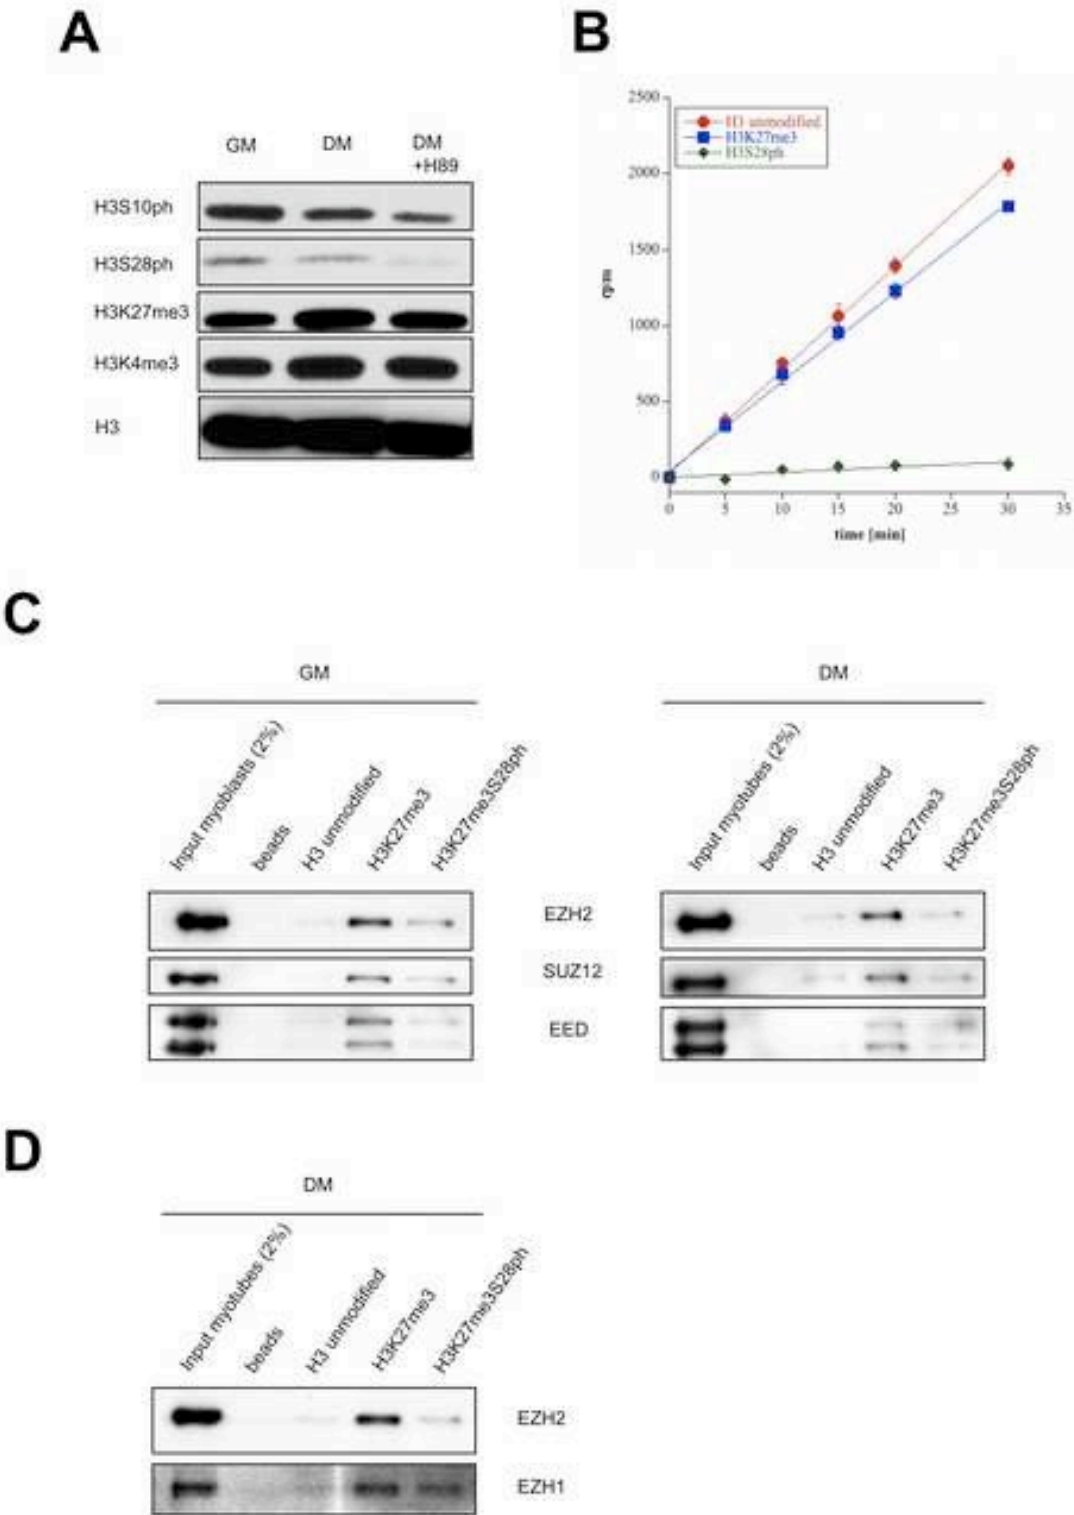 A
GM DM DM
+H89
H3S10ph
H3S28ph
H3K27me3
H3K4me3
H3
B
2500
2000
1500
1000
500
0
H3 unmodified
H3K27me3
H3S28ph
0 5 10 15 20 25 30 35
time [min]
C
GM
Input myoblasts (2%)
beads
H3 unmodified
H3K27me3
H3K27me3S28ph
DM
Input myotubes (2%)
beads
H3 unmodified
H3K27me3
H3K27me3S28ph
EZH2
SUZ12
EED
D
DM
Input myotubes (2%)
beads
H3 unmodified
H3K27me3
H3K27me3S28ph
EZH2
EZH1